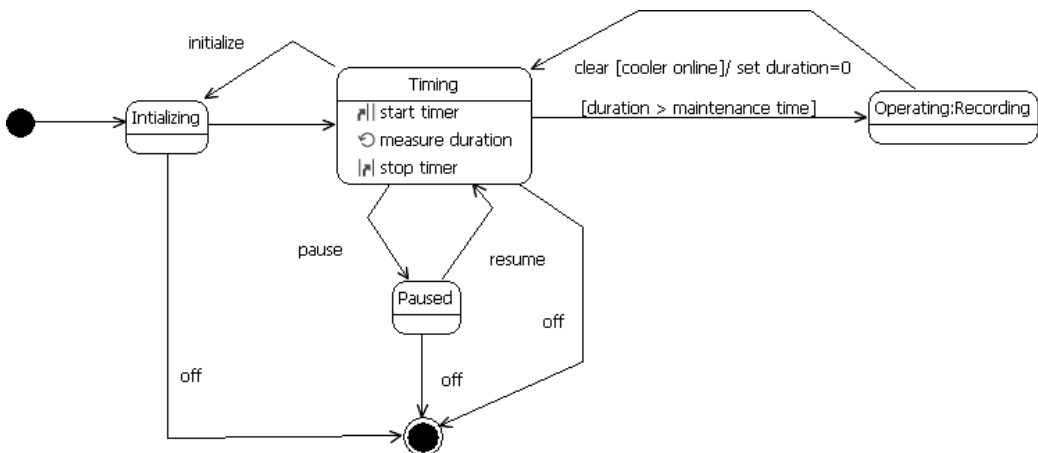 initialize
Timing
clear [cooler online]/ set duration=0
Intializing
start timer
[duration > maintenance time]
Operating:Recording
measure duration
stop timer
pause
resume
Paused
off
off
off